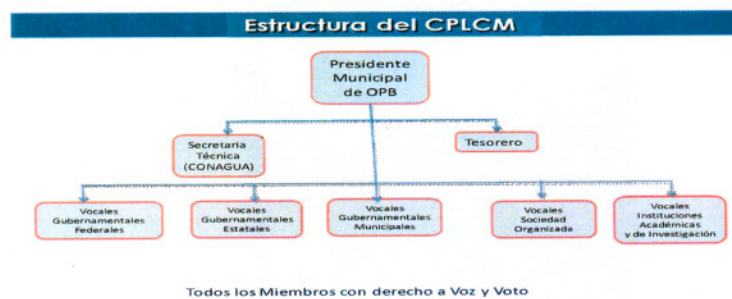 Estructura del CPLCM
Presidente
Municipal
de OPB
Secretaria
Técnica
(CONAGUA)
Tesorero
Vocales
Gubernamentales
Federales
Vocales
Gubernamentales
Estatales
Vocales
Gubernamentales
Municipales
Vocales
Sociedad
Organizada
Vocales
Instituciones
Académicas
y de Investigación
Todos los Miembros con derecho a Voz y Voto